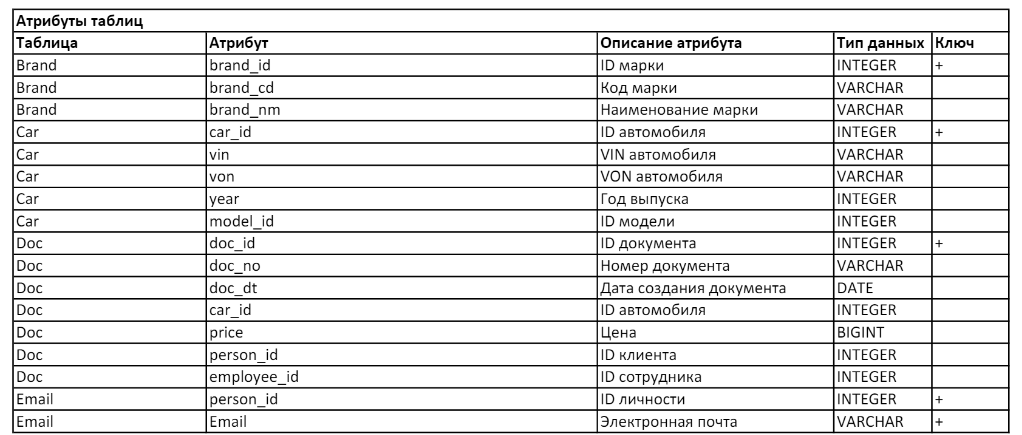 Атрибуты таблиц
Таблица Атрибут Описание атрибута Тип данных Ключ
Brand brand_id ID марки INTEGER +
Brand brand_cd Код марки VARCHAR
Brand brand_nm Наименование марки VARCHAR
Car car_id ID автомобиля INTEGER +
Car vin VIN автомобиля VARCHAR
Car von VON автомобиля VARCHAR
Car year Год выпуска INTEGER
Car model_id ID модели INTEGER
Doc doc_id ID документа INTEGER +
Doc doc_no Номер документа VARCHAR
Doc doc_dt Дата создания документа DATE
Doc car_id ID автомобиля INTEGER
Doc price Цена BIGINT
Doc person_id ID клиента INTEGER
Doc employee_id ID сотрудника INTEGER
Email person_id ID личности INTEGER +
Email Email Электронная почта VARCHAR +